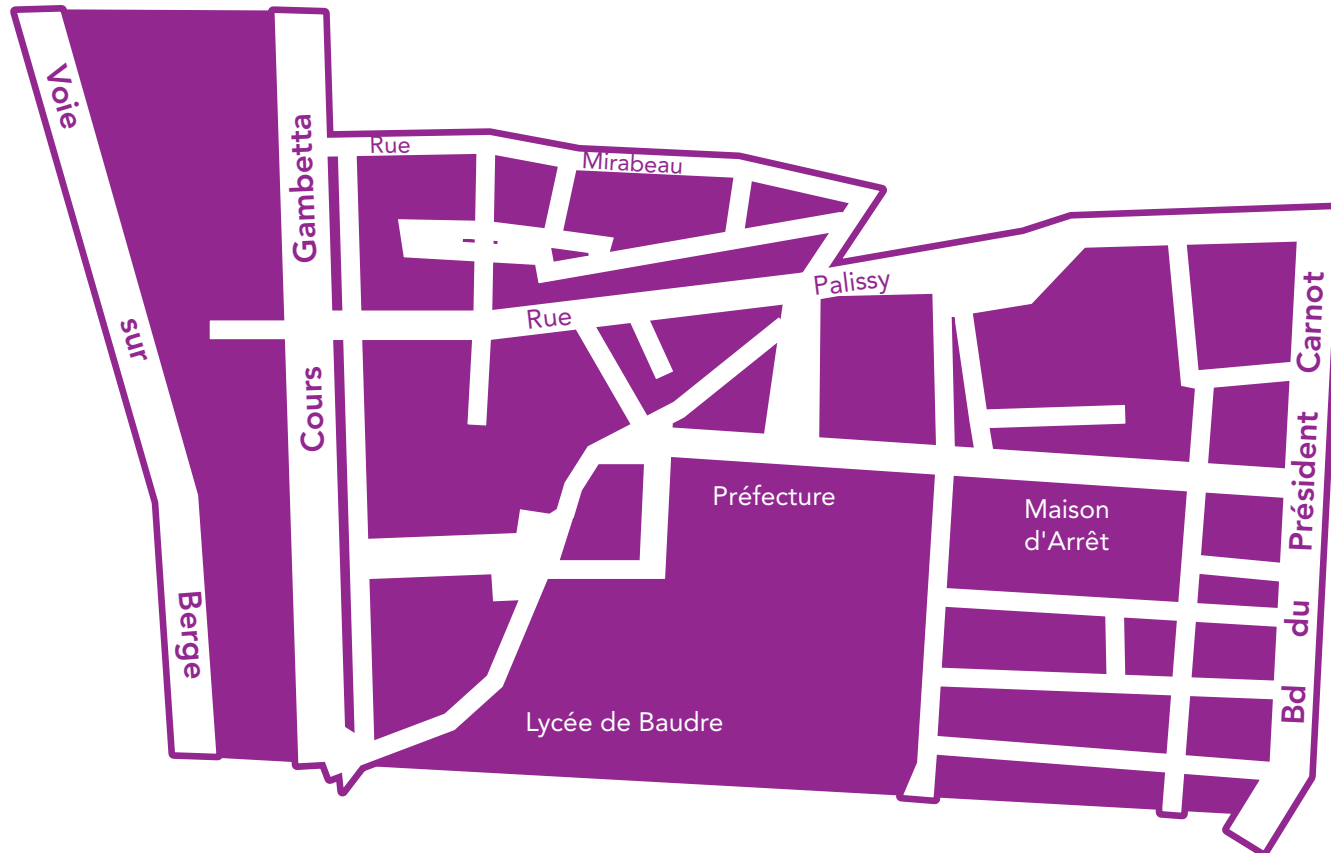 Voie sur Berge
Cours Gambetta
Rue Mirabeau
Rue Palissy
Préfecture
Maison
d'Arrêt
Lycée de Baudre
Bd du Président Carnot